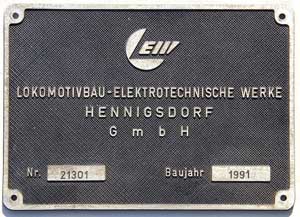 LEW
LOKOMOTIVBAU-ELEKTROTECHNISCHE WERKE
HENNIGSDORF
GmbH
Nr. 21301 Baujahr 1991